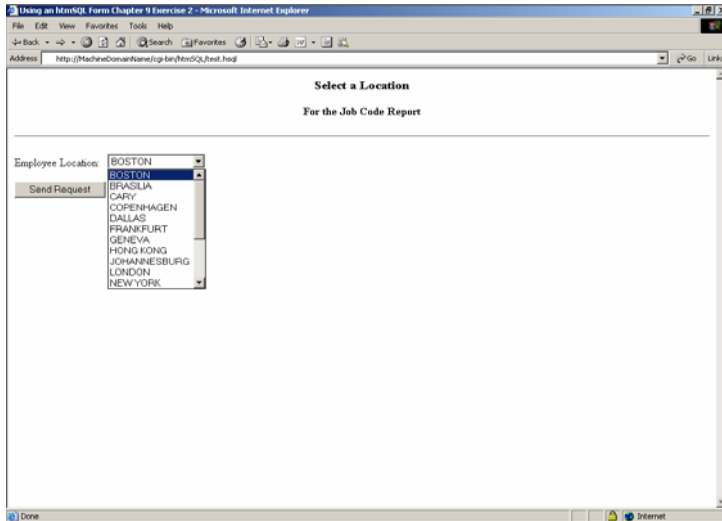 Using an htmSQL Form Chapter 9 Exercise 2 - Microsoft Internet Explorer
File Edit View Favorites Tools Help
Back Search Favorites
Address http://MachineDomainName/cgi-bin/htmSQL/test.hsql Go Links
Select a Location
For the Job Code Report
Employee Location: BOSTON
BOSTON
Send Request
BRASILIA
CARY
COPENHAGEN
DALLAS
FRANKFURT
GENEVA
HONG KONG
JOHANNESBURG
LONDON
NEW YORK
Done Internet